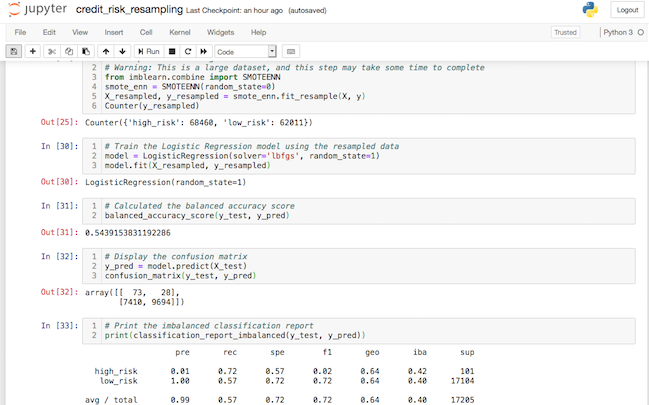 jupyter credit_risk_resampling Last Checkpoint: an hour ago (autosaved)
Logout
File Edit View Insert Cell Kernel Widgets Help
Trusted Python 3
Run Code
2 # Warning: This is a large dataset, and this step may take some time to complete
3 from imblearn.combine import SMOTEENN
4 smote_enn = SMOTEENN(random_state=0)
5 X_resampled, y_resampled = smote_enn.fit_resample(X, y)
6 Counter(y_resampled)
Out[25]: Counter({'high_risk': 68460, 'low_risk': 62011})
In [30]: 1 # Train the Logistic Regression model using the resampled data
2 model = LogisticRegression(solver='lbfgs', random_state=1)
3 model.fit(X_resampled, y_resampled)
Out[30]: LogisticRegression(random_state=1)
In [31]: 1 # Calculated the balanced accuracy score
2 balanced_accuracy_score(y_test, y_pred)
Out[31]: 0.5439153831192286
In [32]: 1 # Display the confusion matrix
2 y_pred = model.predict(X_test)
3 confusion_matrix(y_test, y_pred)
Out[32]: array([[ 73, 28],
[7410, 9694]])
In [33]: 1 # Print the imbalanced classification report
2 print(classification_report_imbalanced(y_test, y_pred))
pre rec spe f1 geo iba sup
high_risk 0.01 0.72 0.57 0.02 0.64 0.42 101
low_risk 1.00 0.57 0.72 0.72 0.64 0.40 17104
avg / total 0.99 0.57 0.72 0.72 0.64 0.40 17205